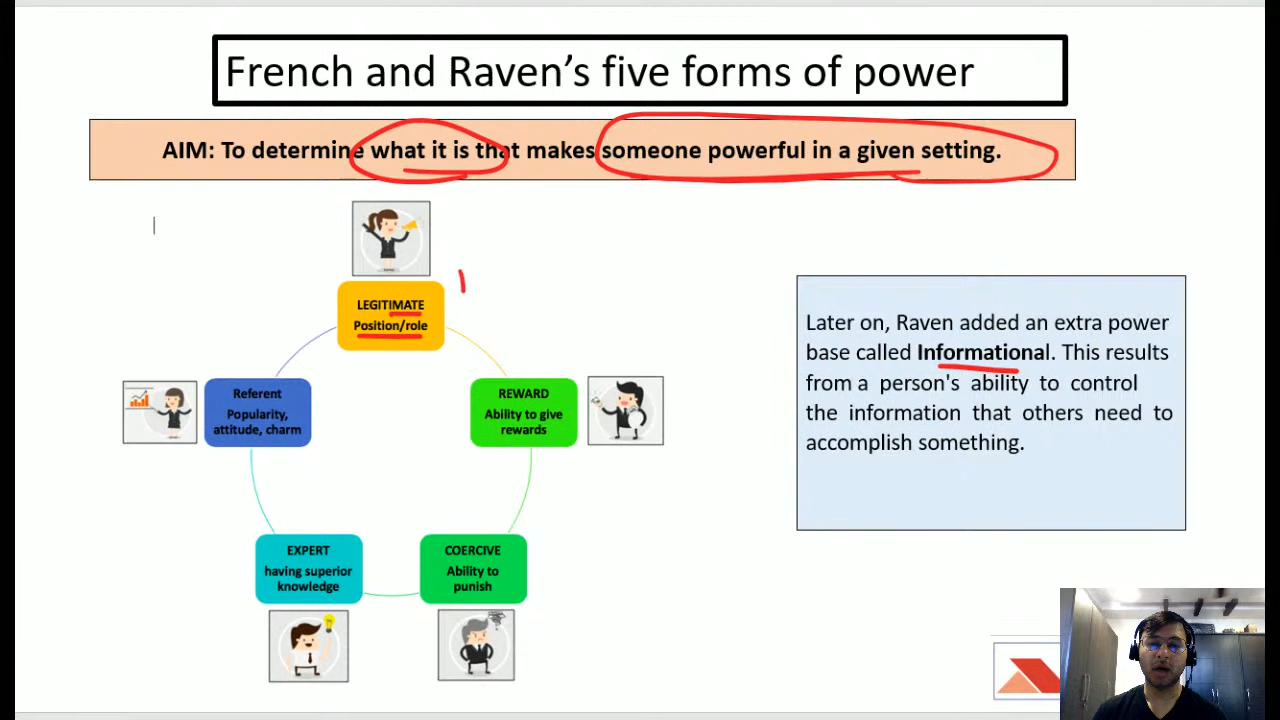 French and Raven’s five forms of power
AIM: To determine what it is that makes someone powerful in a given setting.
LEGITIMATE
Position/role
Referent
Popularity,
attitude, charm
REWARD
Ability to give
rewards
EXPERT
having superior
knowledge
COERCIVE
Ability to
punish
Later on, Raven added an extra power
base called Informational. This results
from a person's ability to control
the information that others need to
accomplish something.